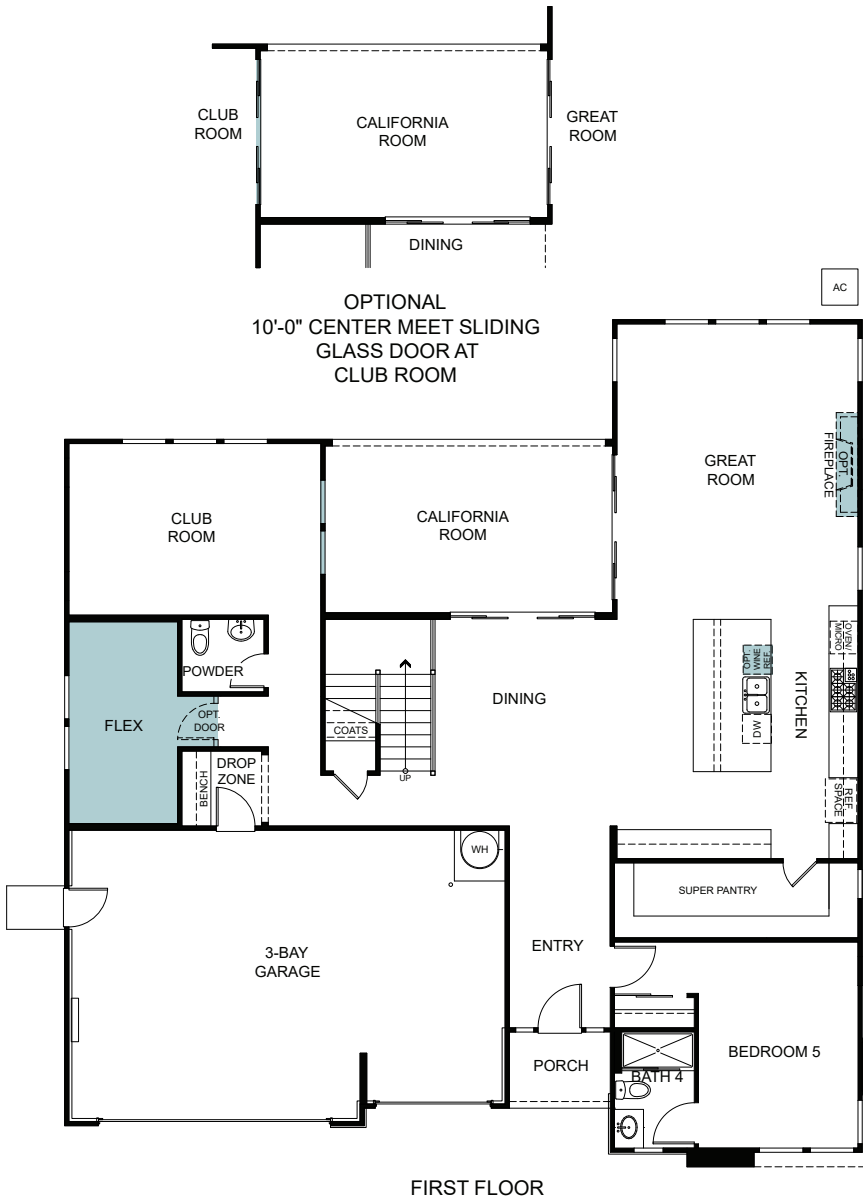 CLUB
ROOM
CALIFORNIA
ROOM
GREAT
ROOM
DINING
OPTIONAL
10'-0" CENTER MEET SLIDING
GLASS DOOR AT
CLUB ROOM
AC
GREAT
ROOM
OPT.
FIREPLACE
CLUB
ROOM
CALIFORNIA
ROOM
OVEN/
MICRO
POWDER
OPT.
WINE
REF.
KITCHEN
FLEX
OPT.
DOOR
DINING
COATS
DW
DROP
ZONE
BENCH
UP
REF.
SPACE
WH
SUPER PANTRY
3-BAY
GARAGE
ENTRY
PORCH
BATH 4
BEDROOM 5
FIRST FLOOR